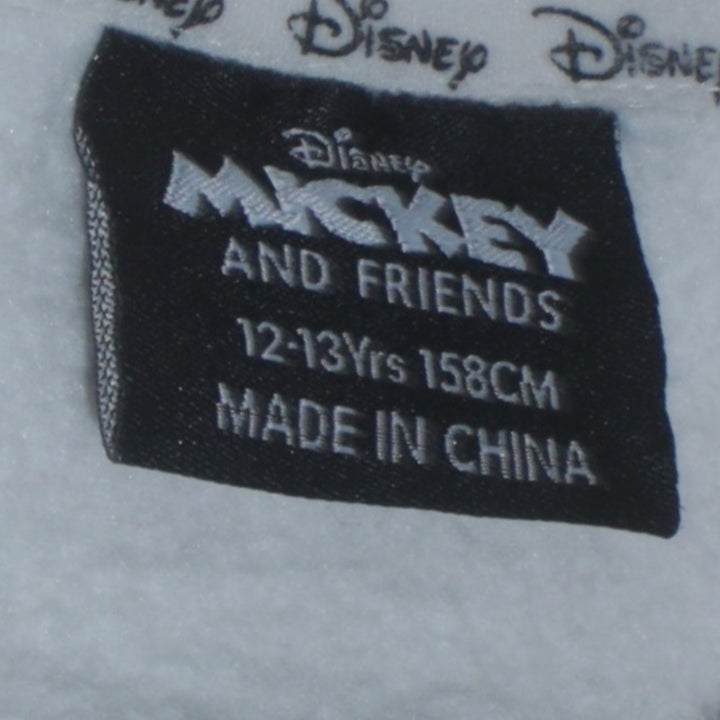 Disney Disney Disney
Disney
MICKEY
AND FRIENDS
12-13Yrs 158CM
MADE IN CHINA